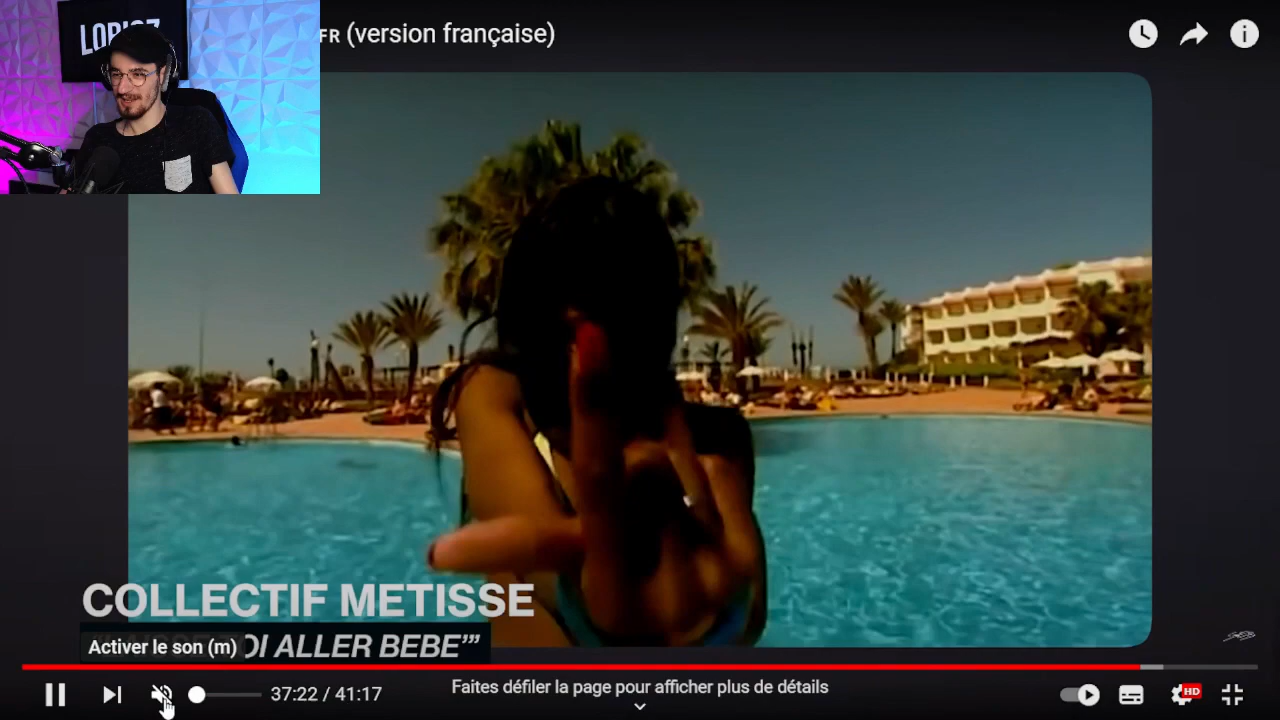 FR (version française)
COLLECTIF METISSE
Activer le son (m) OI ALLER BEBE'"
37:22 / 41:17
Faites défiler la page pour afficher plus de détails
HD